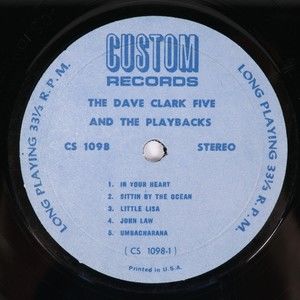 CUSTOM
RECORDS
THE DAVE CLARK FIVE
AND THE PLAYBACKS
CS 1098
STEREO
LONG PLAYING 33⅓ R.P.M.
LONG PLAYING 33⅓ R.P.M.
1. IN YOUR HEART
2. SITTIN BY THE OCEAN
3. LITTLE LISA
4. JOHN LAW
5. UMBACHARANA
( CS 1098-1 )
Printed in U.S.A.